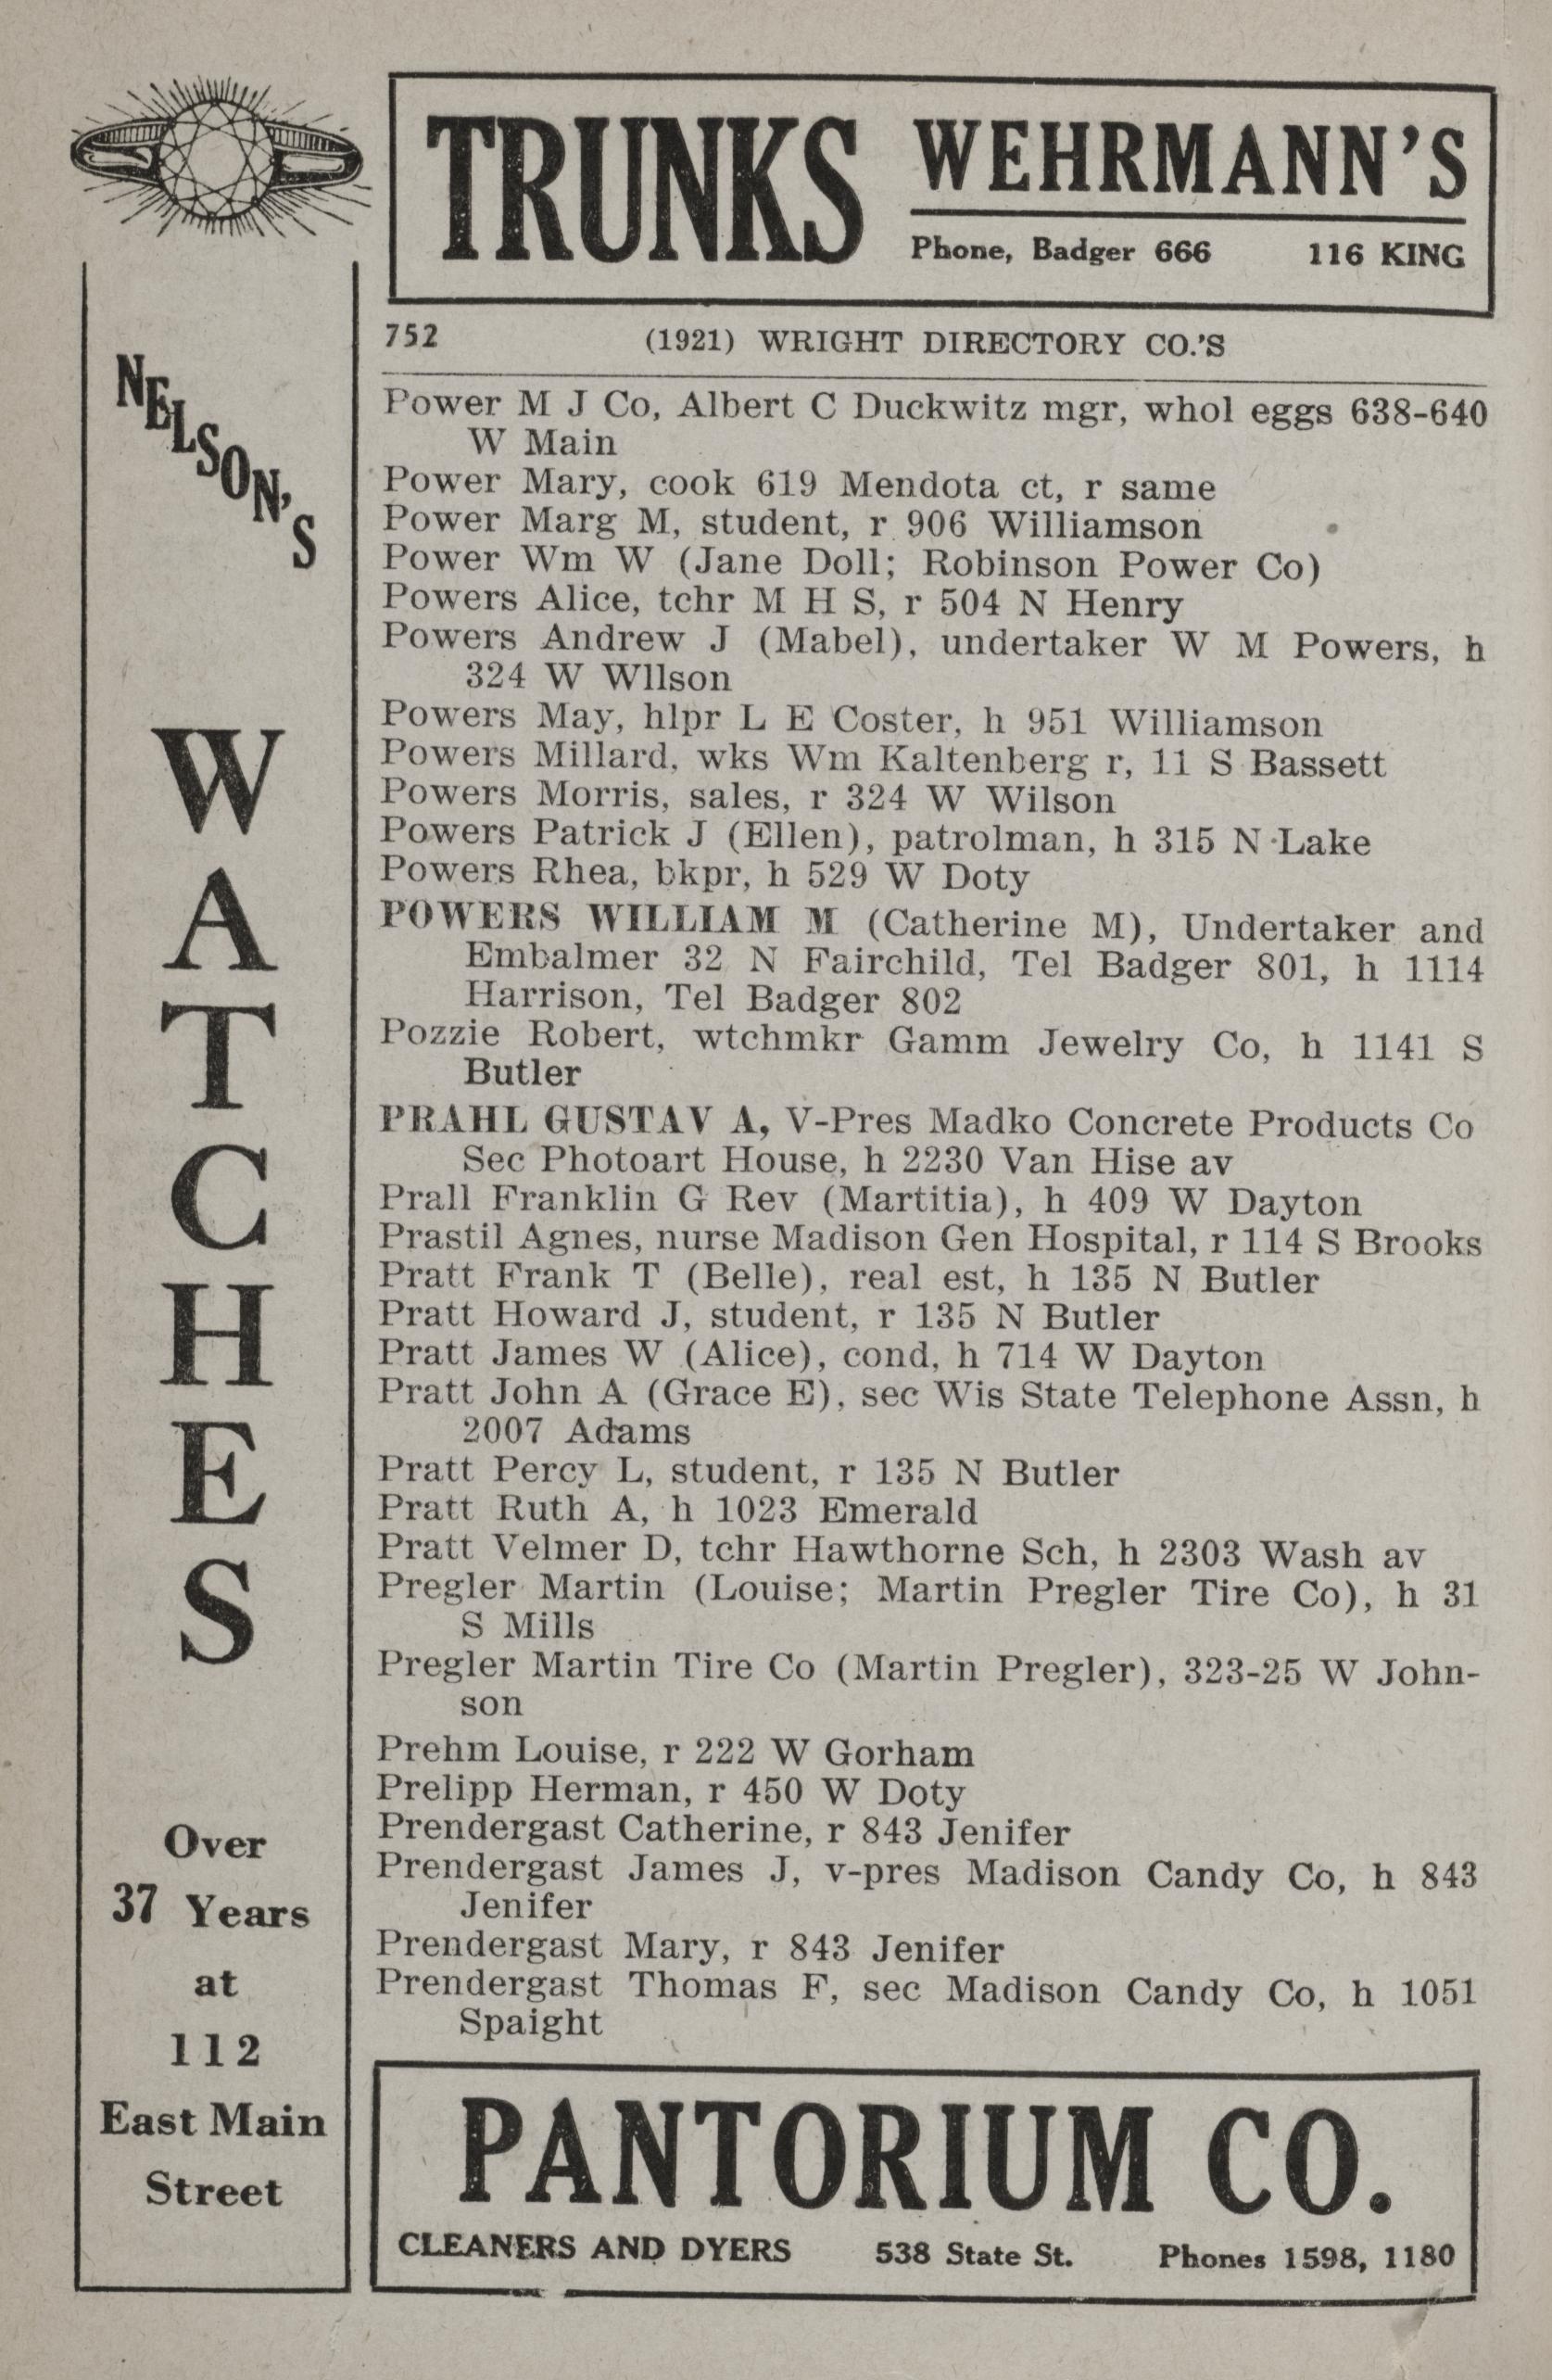 TRUNKS WEHRMANN'S
Phone, Badger 666 116 KING
752 (1921) WRIGHT DIRECTORY CO.'S
Power M J Co, Albert C Duckwitz mgr, whol eggs 638-640
W Main
Power Mary, cook 619 Mendota ct, r same
Power Marg M, student, r 906 Williamson
Power Wm W (Jane Doll; Robinson Power Co)
Powers Alice, tchr M H S, r 504 N Henry
Powers Andrew J (Mabel), undertaker W M Powers, h
324 W Wllson
Powers May, hlpr L E Coster, h 951 Williamson
Powers Millard, wks Wm Kaltenberg r, 11 S Bassett
Powers Morris, sales, r 324 W Wilson
Powers Patrick J (Ellen), patrolman, h 315 N Lake
Powers Rhea, bkpr, h 529 W Doty
POWERS WILLIAM M (Catherine M), Undertaker and
Embalmer 32 N Fairchild, Tel Badger 801, h 1114
Harrison, Tel Badger 802
Pozzie Robert, wtchmkr Gamm Jewelry Co, h 1141 S
Butler
PRAHL GUSTAV A, V-Pres Madko Concrete Products Co
Sec Photoart House, h 2230 Van Hise av
Prall Franklin G Rev (Martitia), h 409 W Dayton
Prastil Agnes, nurse Madison Gen Hospital, r 114 S Brooks
Pratt Frank T (Belle), real est, h 135 N Butler
Pratt Howard J, student, r 135 N Butler
Pratt James W (Alice), cond, h 714 W Dayton
Pratt John A (Grace E), sec Wis State Telephone Assn, h
2007 Adams
Pratt Percy L, student, r 135 N Butler
Pratt Ruth A, h 1023 Emerald
Pratt Velmer D, tchr Hawthorne Sch, h 2303 Wash av
Pregler Martin (Louise; Martin Pregler Tire Co), h 31
S Mills
Pregler Martin Tire Co (Martin Pregler), 323-25 W John-
son
Prehm Louise, r 222 W Gorham
Prelipp Herman, r 450 W Doty
Prendergast Catherine, r 843 Jenifer
Prendergast James J, v-pres Madison Candy Co, h 843
Jenifer
Prendergast Mary, r 843 Jenifer
Prendergast Thomas F, sec Madison Candy Co, h 1051
Spaight
NELSON'S
WATCHES
Over
37 Years
at
112
East Main
Street
PANTORIUM CO.
CLEANERS AND DYERS 538 State St. Phones 1598, 1180